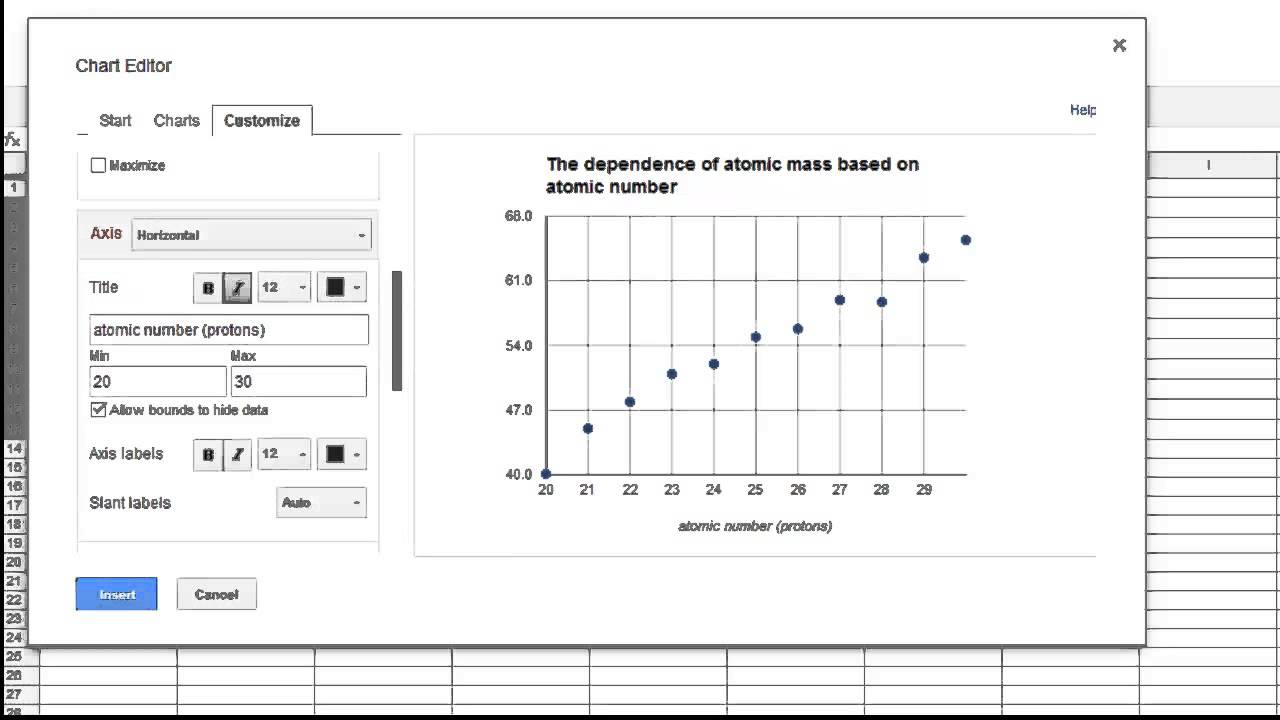 Chart Editor
Help
Start Charts Customize
fx
Maximize
Axis Horizontal
Title B I 12
atomic number (protons)
Min Max
20 30
Allow bounds to hide data
Axis labels B I 12
Slant labels Auto
Insert Cancel
The dependence of atomic mass based on
atomic number
68.0
61.0
54.0
47.0
40.0
20 21 22 23 24 25 26 27 28 29
atomic number (protons)
I
1
14
15
16
17
18
19
20
21
22
23
24
25
26
27
28